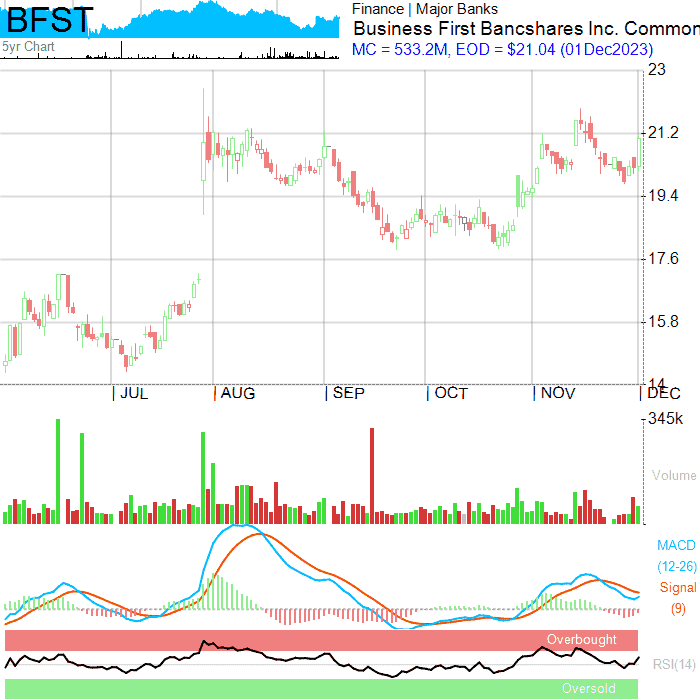 BFST
5yr Chart
Finance | Major Banks
Business First Bancshares Inc. Common
MC = 533.2M, EOD = $21.04 (01Dec2023)
23
21.2
19.4
17.6
15.8
14
JUL
AUG
SEP
OCT
NOV
DEC
345k
Volume
MACD
(12-26)
Signal
(9)
Overbought
RSI(14)
Oversold